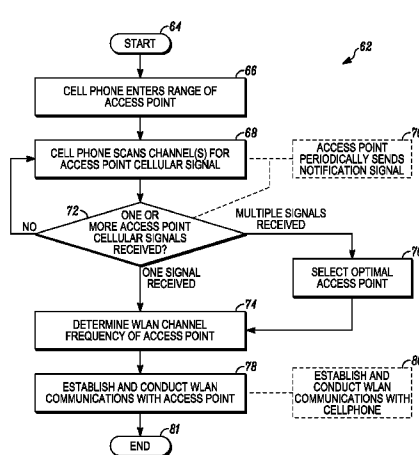 START
64
62
66
CELL PHONE ENTERS RANGE OF
ACCESS POINT
68
CELL PHONE SCANS CHANNEL(S) FOR
ACCESS POINT CELLULAR SIGNAL
70
ACCESS POINT
PERIODICALLY SENDS
NOTIFICATION SIGNAL
72
ONE OR
MORE ACCESS POINT
CELLULAR SIGNALS
RECEIVED?
NO
MULTIPLE SIGNALS
RECEIVED
ONE SIGNAL
RECEIVED
SELECT OPTIMAL
ACCESS POINT
74
DETERMINE WLAN CHANNEL
FREQUENCY OF ACCESS POINT
78
ESTABLISH AND CONDUCT WLAN
COMMUNICATIONS WITH ACCESS POINT
ESTABLISH AND
CONDUCT WLAN
COMMUNICATIONS WITH
CELLPHONE
81
END